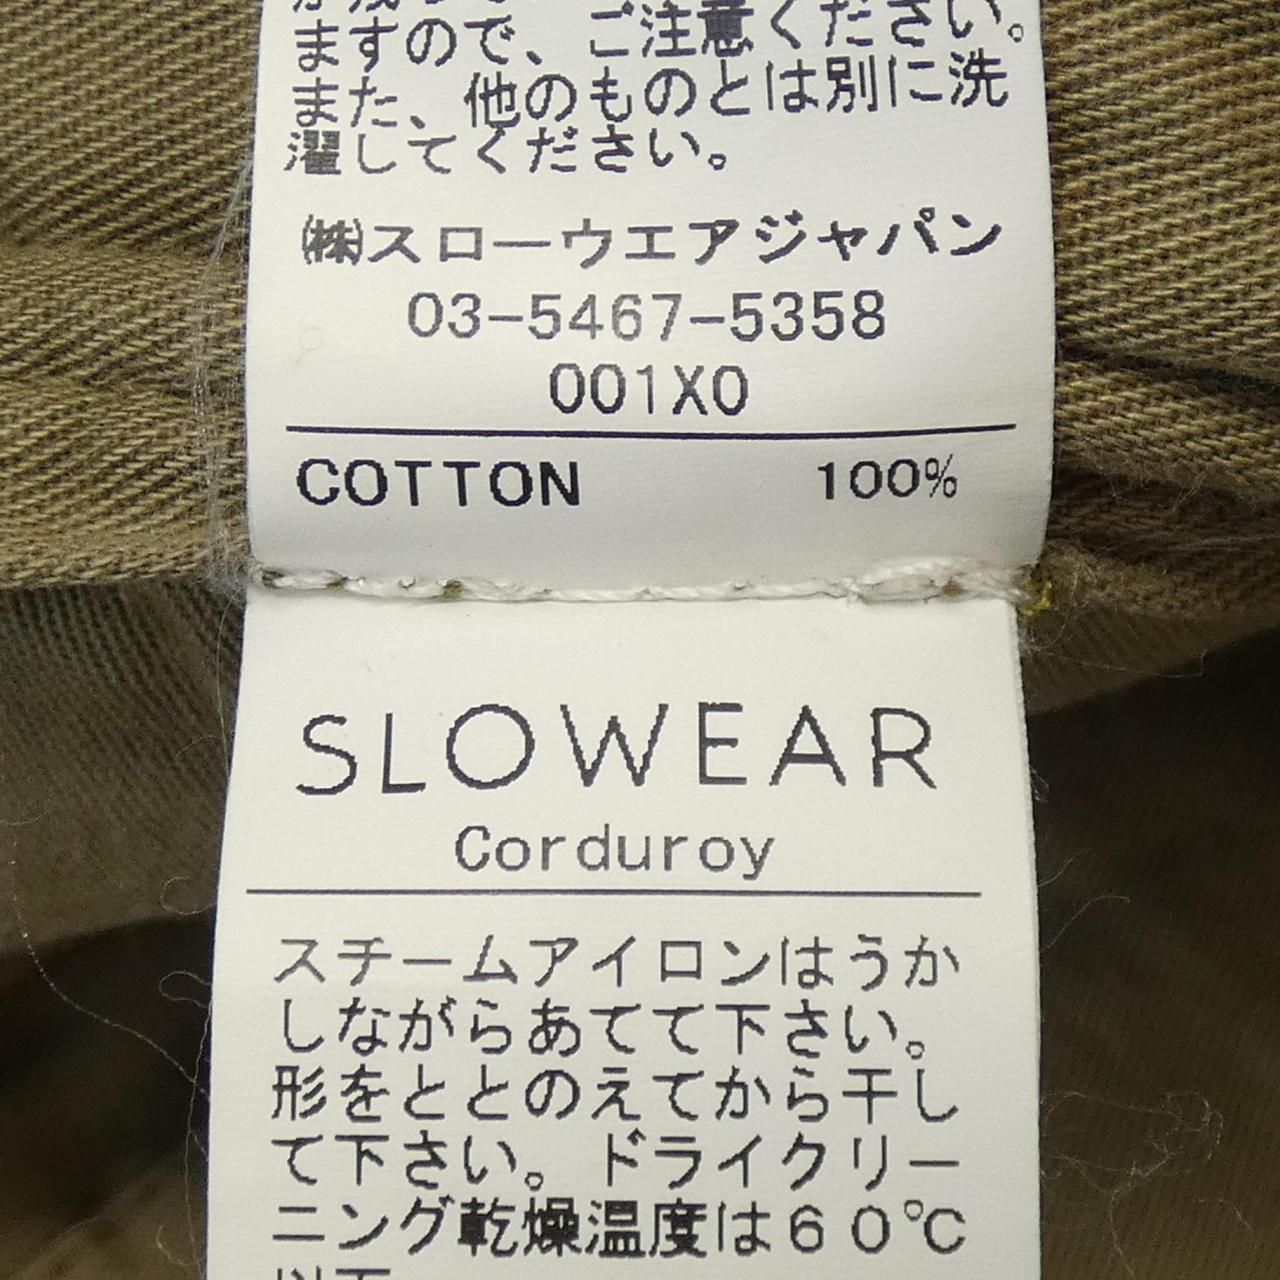 ますので、ご注意ください。
また、他のものとは別に洗
濯してください。
㈱スローウエアジャパン
03-5467-5358
001X0
COTTON 100%
SLOWEAR
Corduroy
スチームアイロンはうか
しながらあてて下さい。
形をととのえてから干し
て下さい。ドライクリー
ニング乾燥温度は60℃